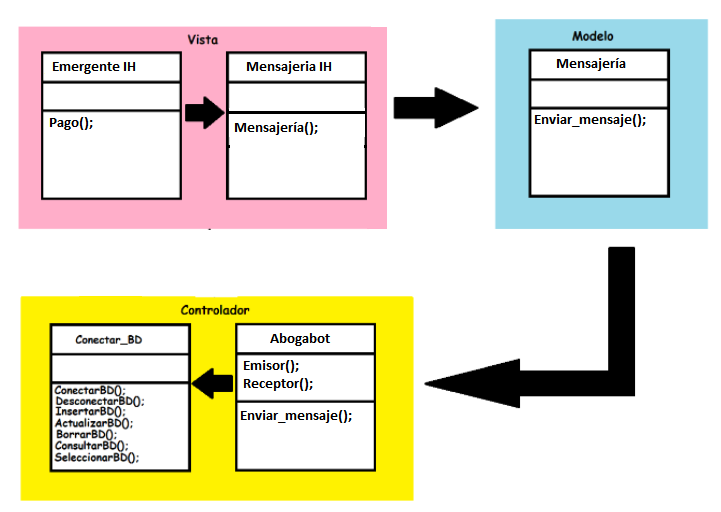 Vista
Emergente IH
Pago();
Mensajeria IH
Mensajería();
Modelo
Mensajería
Enviar_mensaje();
Controlador
Conectar_BD
ConectarBD();
DesconectarBD();
InsertarBD();
ActualizarBD();
BorrarBD();
ConsultarBD();
SeleccionarBD();
Abogabot
Emisor();
Receptor();
Enviar_mensaje();